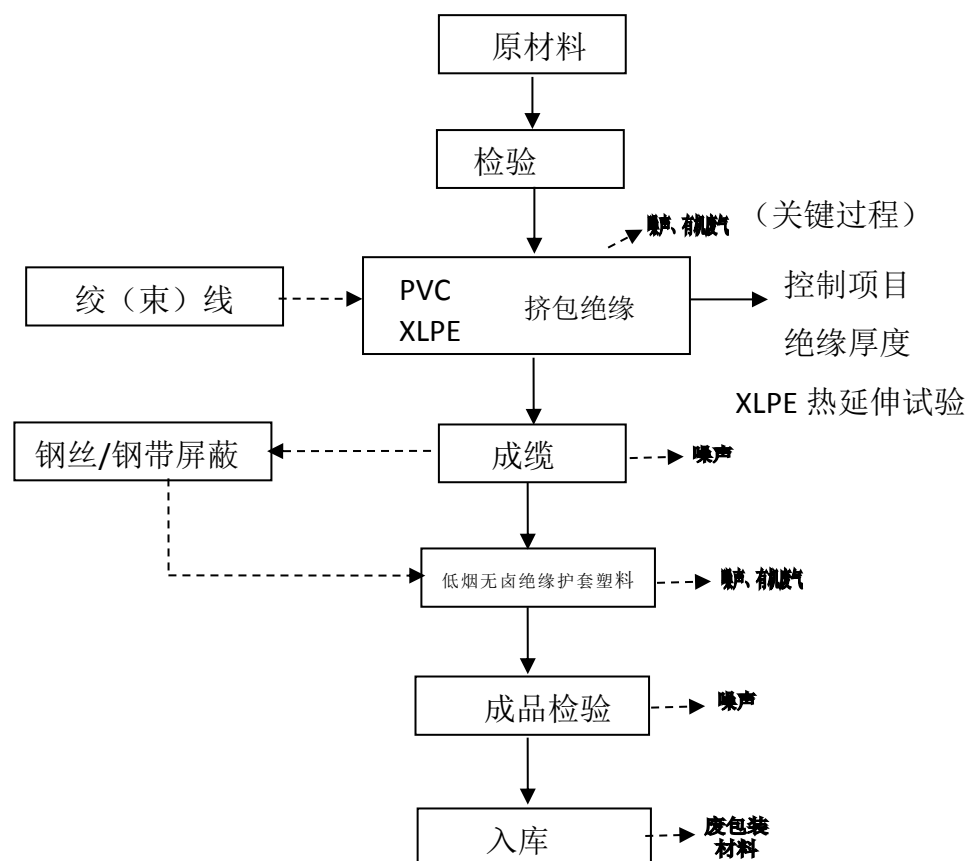 原材料
检验
噪声、有机废气
（关键过程）
绞（束）线
PVC
XLPE
挤包绝缘
控制项目
绝缘厚度
XLPE 热延伸试验
钢丝/钢带屏蔽
成缆
噪声
低烟无卤绝缘护套塑料
噪声、有机废气
成品检验
噪声
入库
废包装
材料